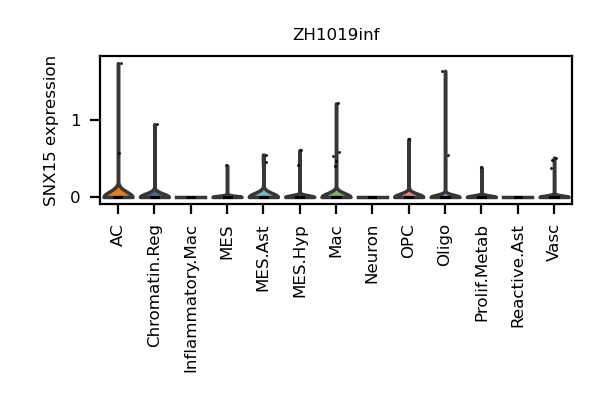 ZH1019inf
SNX15 expression
1
0
AC
Chromatin.Reg
Inflammatory.Mac
MES
MES.Ast
MES.Hyp
Mac
Neuron
OPC
Oligo
Prolif.Metab
Reactive.Ast
Vasc